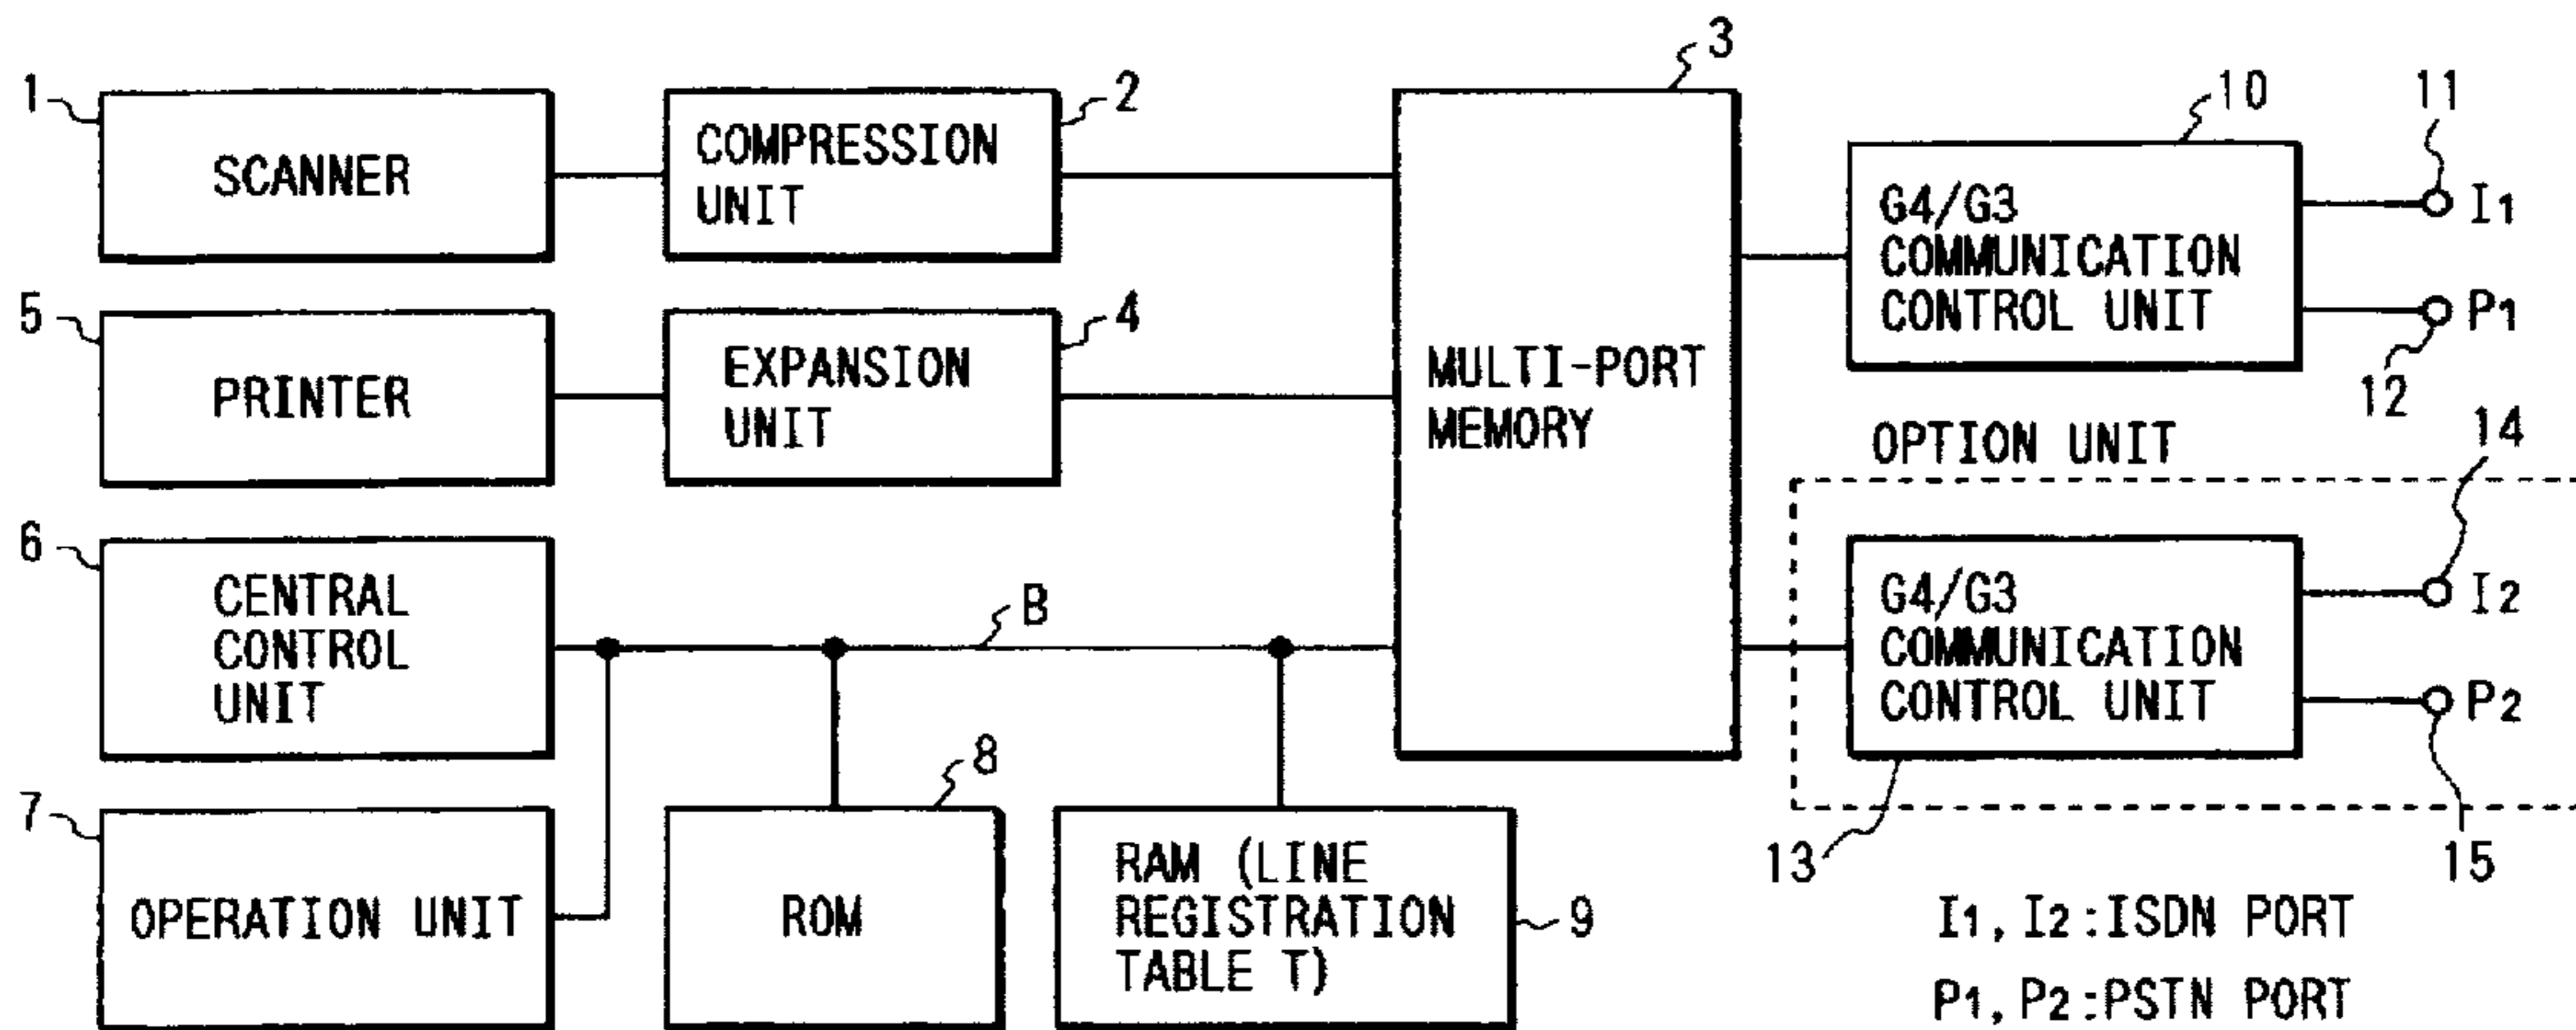 1
SCANNER
2
COMPRESSION
UNIT
3
MULTI-PORT
MEMORY
10
G4/G3
COMMUNICATION
CONTROL UNIT
11
I1
P1
12
5
PRINTER
4
EXPANSION
UNIT
OPTION UNIT
14
6
CENTRAL
CONTROL
UNIT
B
G4/G3
COMMUNICATION
CONTROL UNIT
I2
P2
13
15
7
OPERATION UNIT
8
ROM
RAM (LINE
REGISTRATION
TABLE T)
9
I1, I2:ISDN PORT
P1, P2:PSTN PORT